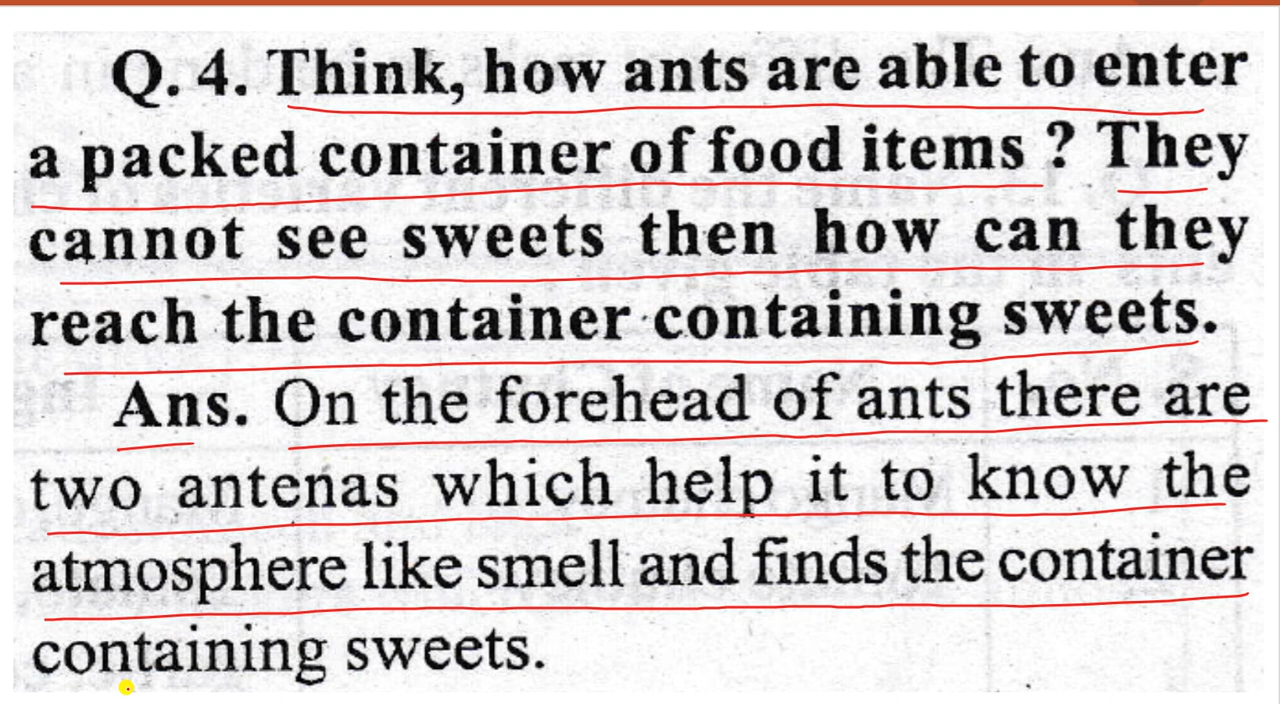 Q. 4. Think, how ants are able to enter
a packed container of food items ? They
cannot see sweets then how can they
reach the container containing sweets.
Ans. On the forehead of ants there are
two antenas which help it to know the
atmosphere like smell and finds the container
containing sweets.